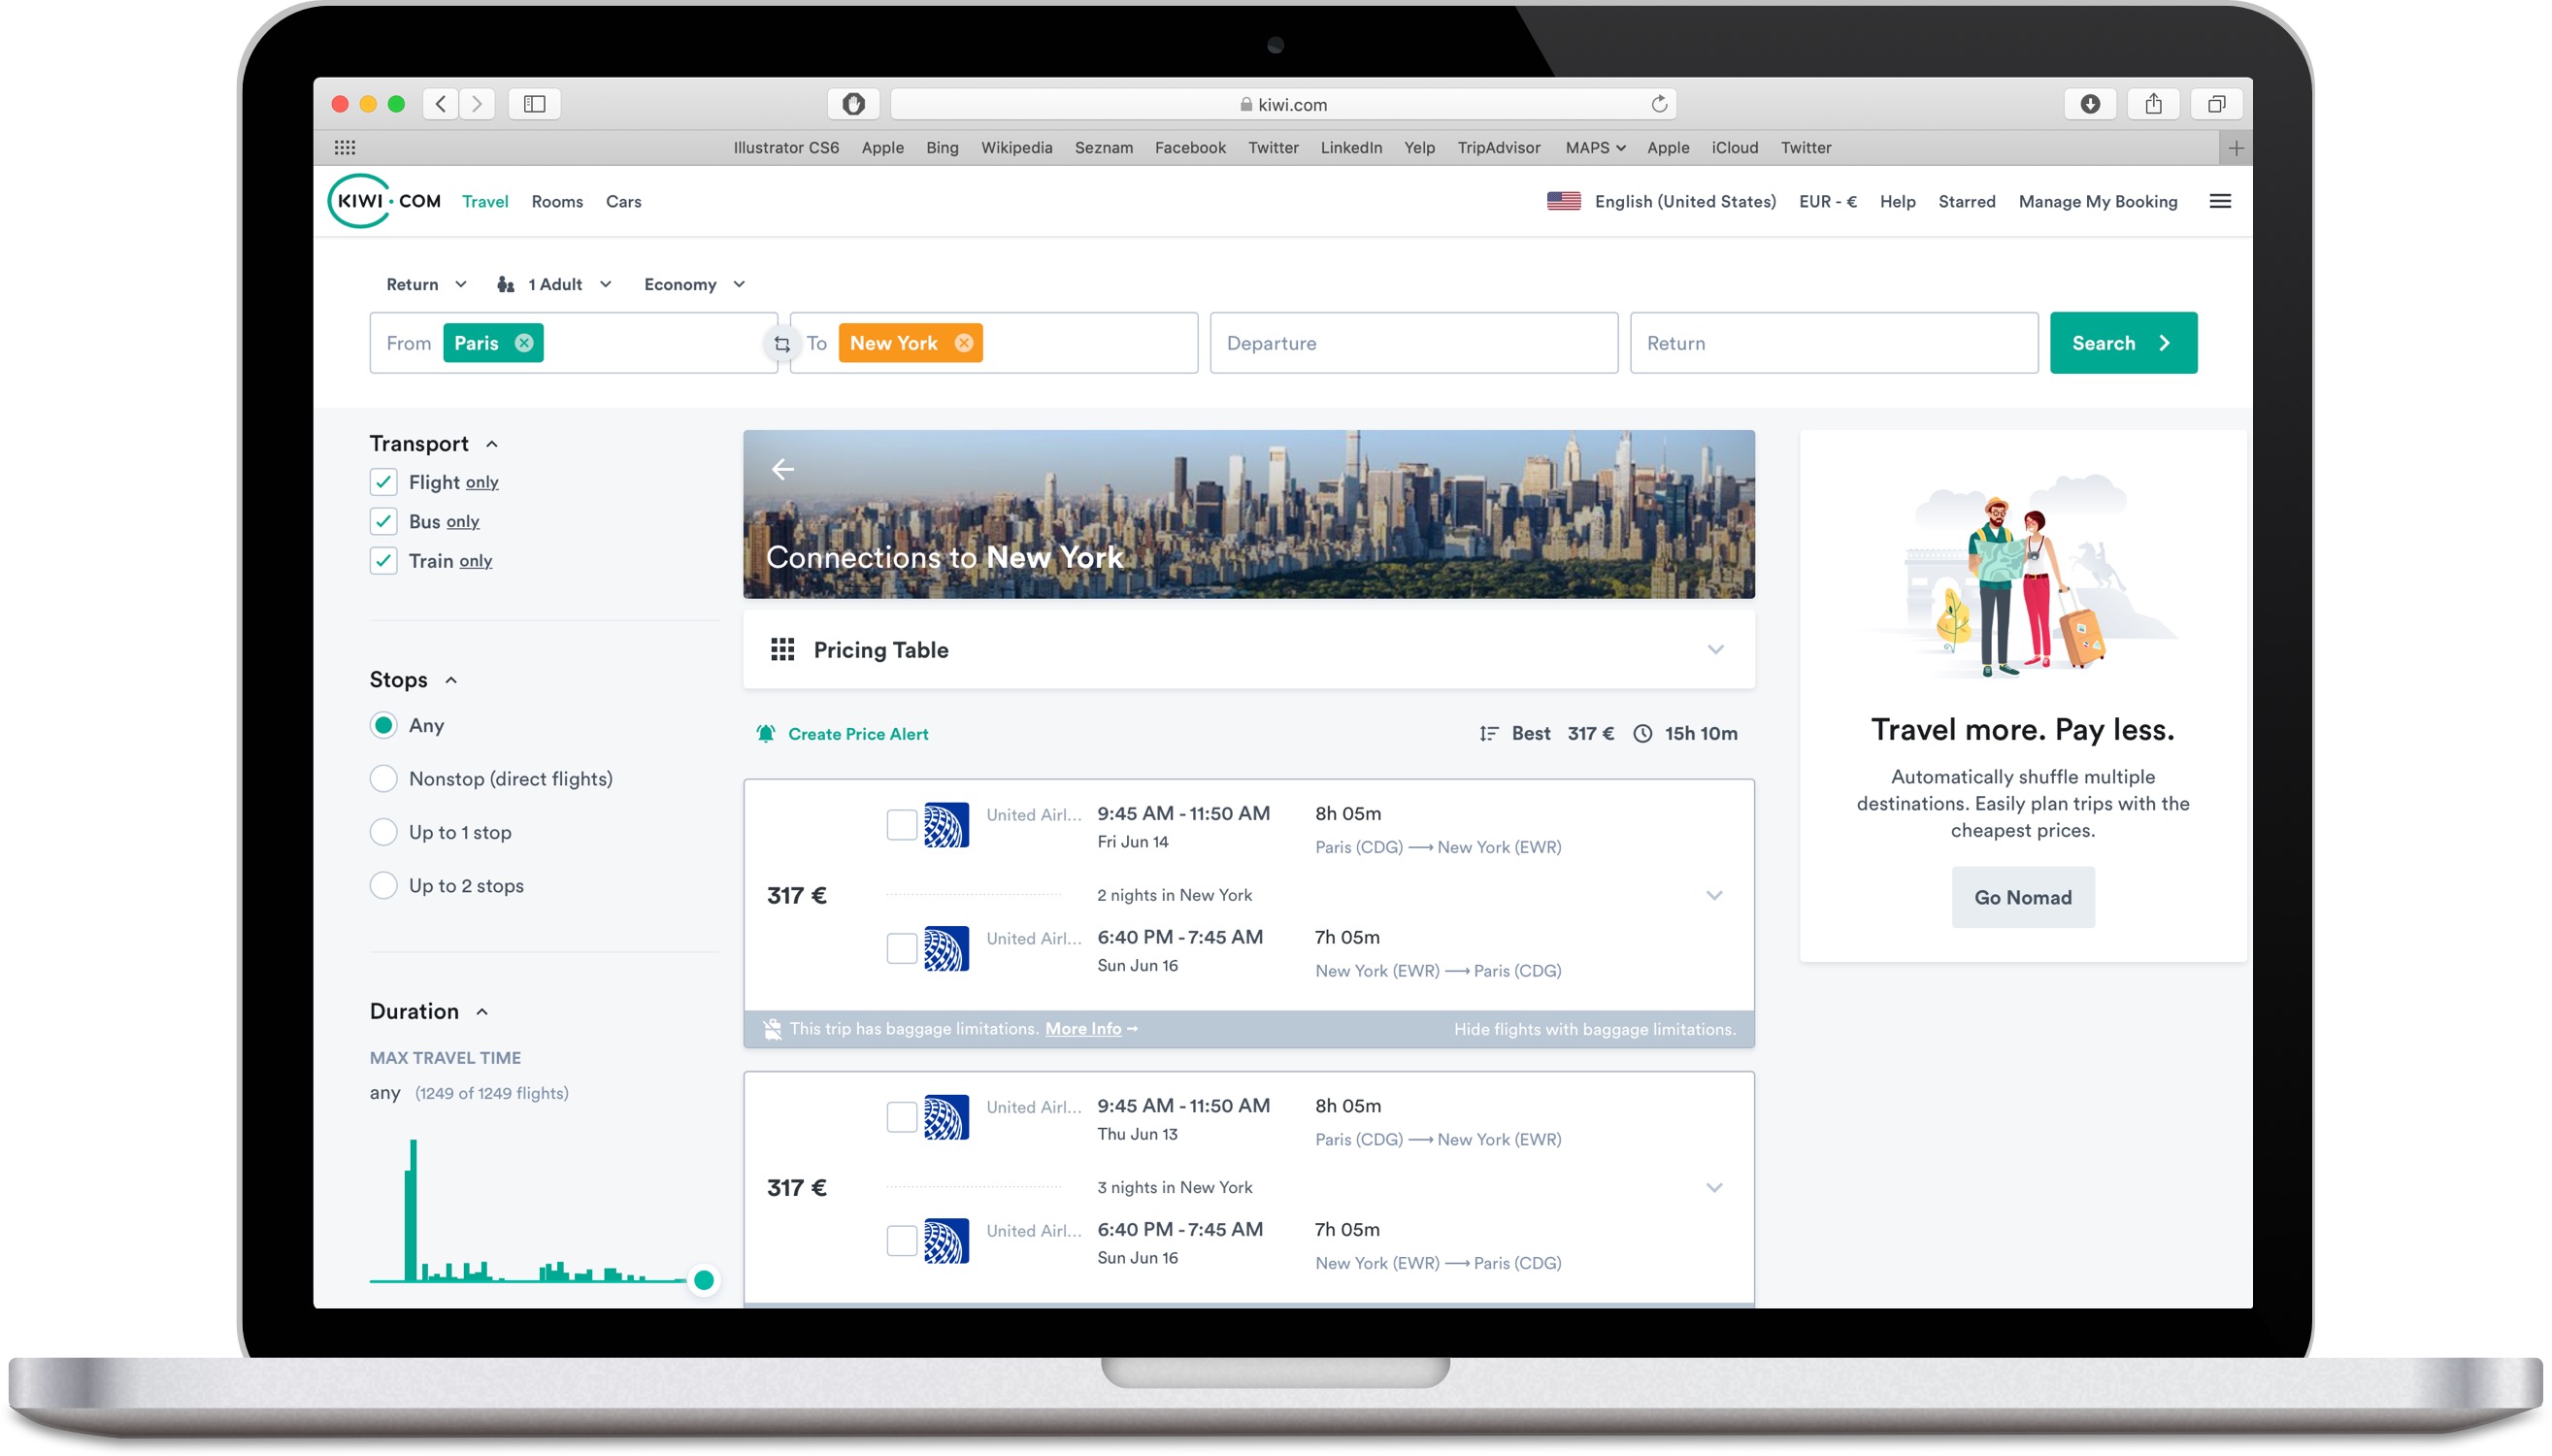 kiwi.com
Illustrator CS6 Apple Bing Wikipedia Seznam Facebook Twitter LinkedIn Yelp TripAdvisor MAPS Apple iCloud Twitter
KIWI·COM Travel Rooms Cars English (United States) EUR - € Help Starred Manage My Booking
Return 1 Adult Economy
From Paris To New York Departure Return Search
Transport
Flight only
Bus only
Train only
Stops
Any
Nonstop (direct flights)
Up to 1 stop
Up to 2 stops
Duration
MAX TRAVEL TIME
any (1249 of 1249 flights)
Connections to New York
Pricing Table
Create Price Alert Best 317 € 15h 10m
United Airl... 9:45 AM - 11:50 AM 8h 05m
Fri Jun 14 Paris (CDG) → New York (EWR)
317 € 2 nights in New York
United Airl... 6:40 PM - 7:45 AM 7h 05m
Sun Jun 16 New York (EWR) → Paris (CDG)
This trip has baggage limitations. More Info → Hide flights with baggage limitations.
United Airl... 9:45 AM - 11:50 AM 8h 05m
Thu Jun 13 Paris (CDG) → New York (EWR)
317 € 3 nights in New York
United Airl... 6:40 PM - 7:45 AM 7h 05m
Sun Jun 16 New York (EWR) → Paris (CDG)
Travel more. Pay less.
Automatically shuffle multiple
destinations. Easily plan trips with the
cheapest prices.
Go Nomad